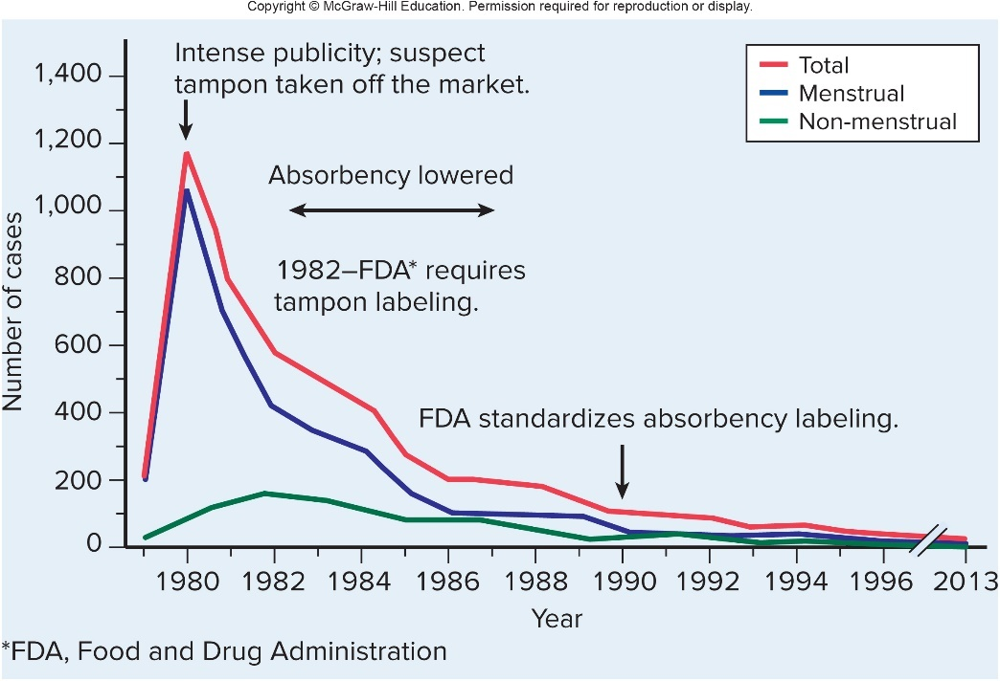 Copyright © McGraw-Hill Education. Permission required for reproduction or display.
Intense publicity; suspect
tampon taken off the market.
Total
Menstrual
Non-menstrual
Absorbency lowered
1982–FDA* requires
tampon labeling.
FDA standardizes absorbency labeling.
Number of cases
1,400
1,200
1,000
800
600
400
200
0
1980 1982 1984 1986 1988 1990 1992 1994 1996 2013
Year
*FDA, Food and Drug Administration